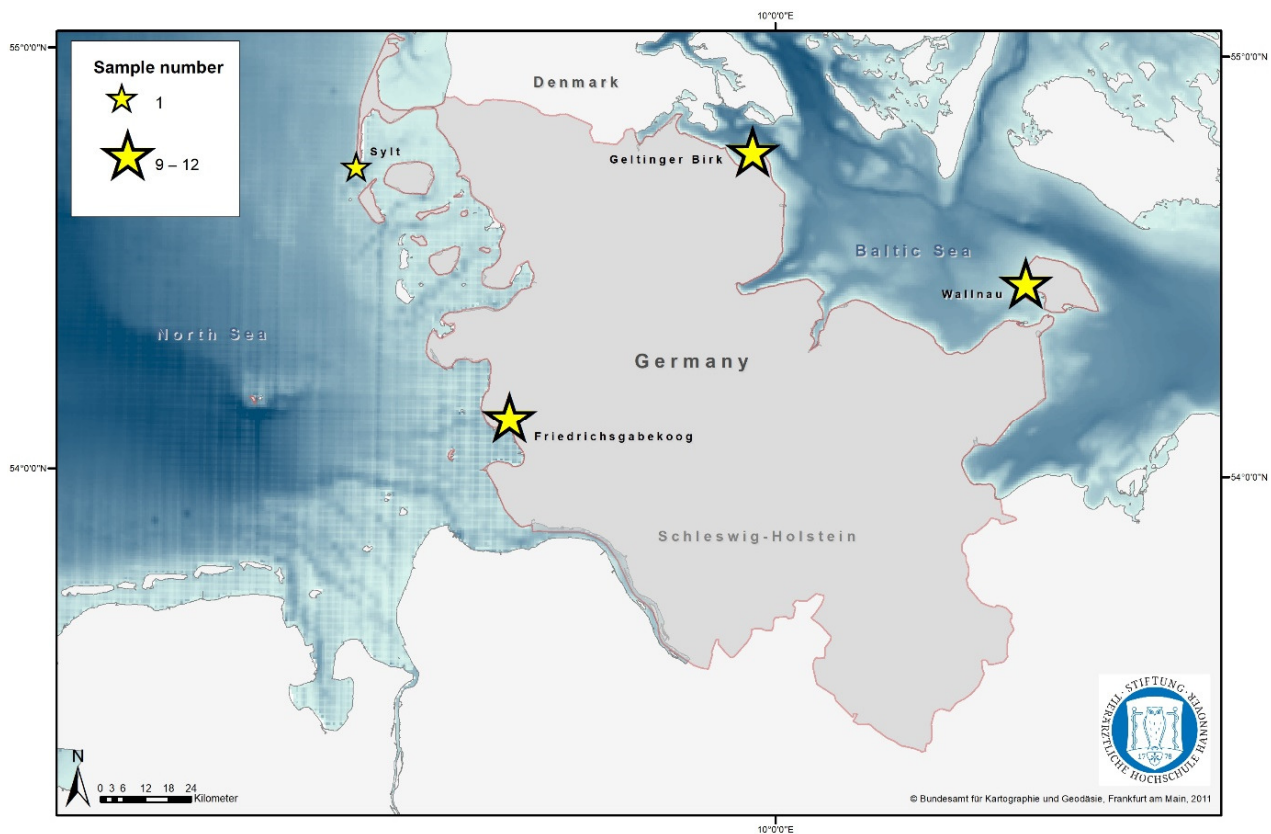 10°0'0"E
55°0'0"N
55°0'0"N
Sample number
1
9 – 12
Denmark
Sylt
Geltinger Birk
Baltic Sea
Wallnau
North Sea
Germany
Friedrichsgabekoog
54°0'0"N
54°0'0"N
Schleswig-Holstein
STIFTUNG · TIERÄRZTLICHE HOCHSCHULE HANNOVER ·
17 78
N
0 3 6 12 18 24
Kilometer
© Bundesamt für Kartographie und Geodäsie, Frankfurt am Main, 2011
10°0'0"E